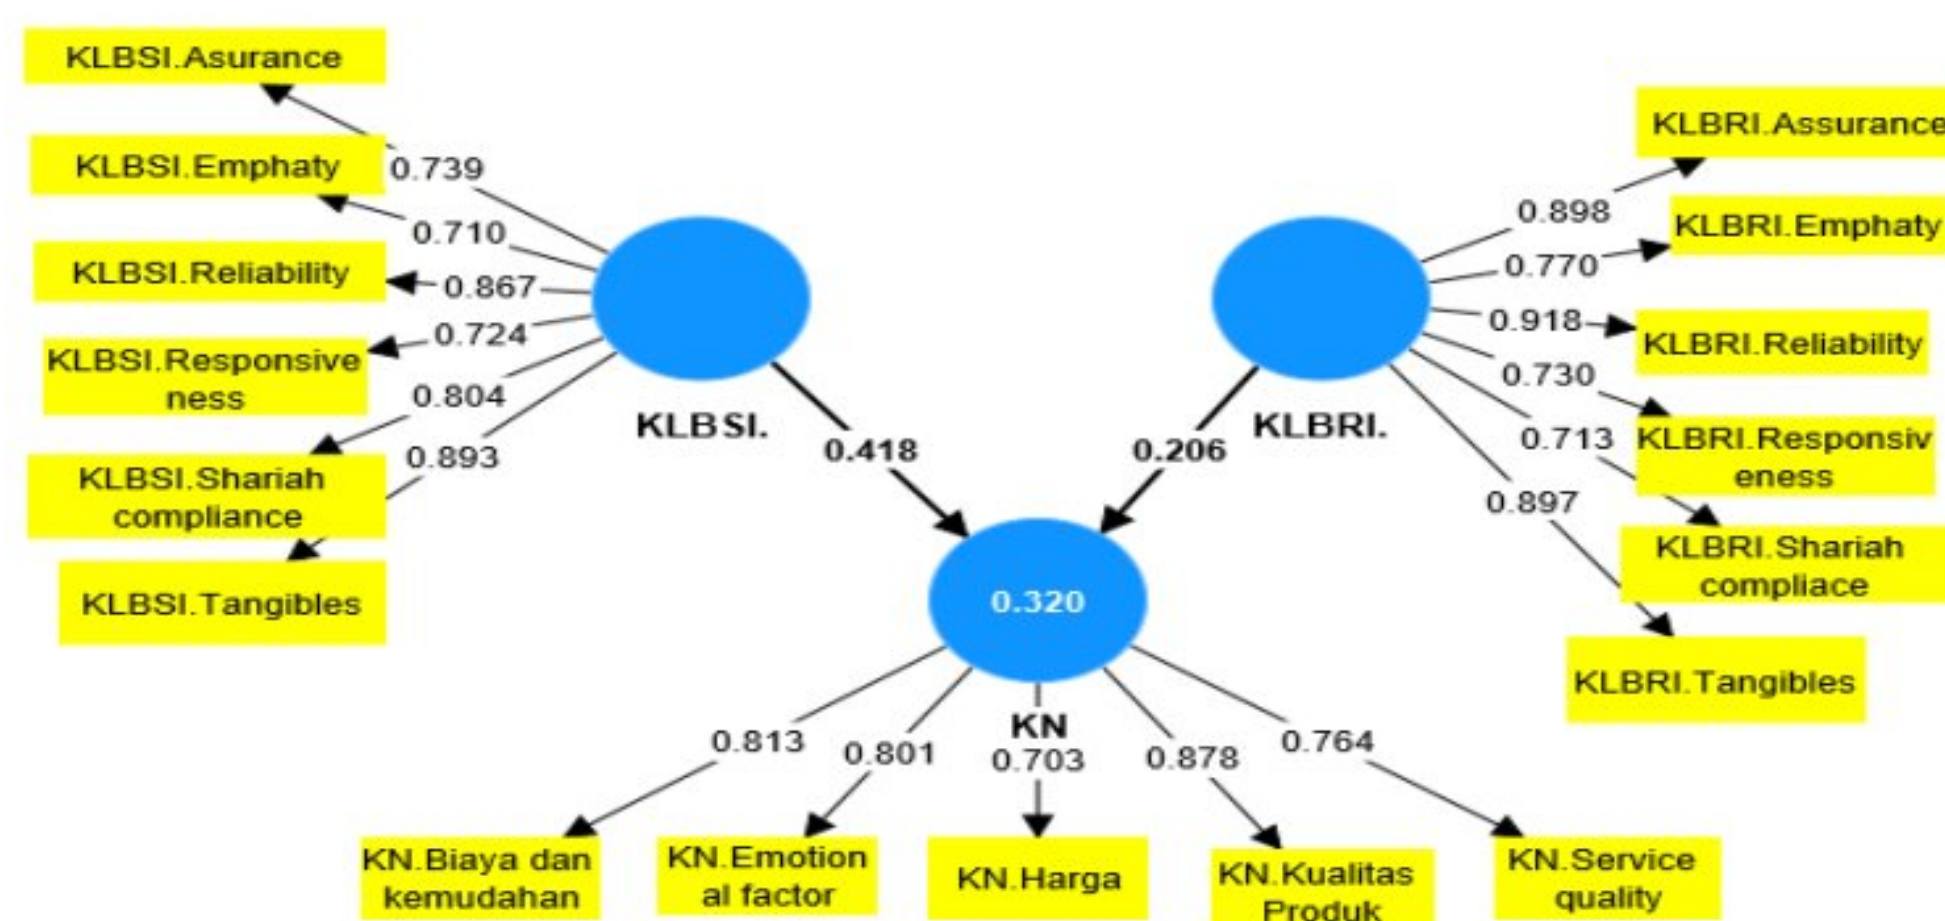 KLBSI.Asurance
KLBSI.Emphaty
KLBSI.Reliability
KLBSI.Responsive
ness
KLBSI.Shariah
compliance
KLBSI.Tangibles
0.739
0.710
0.867
0.724
0.804
0.893
KLBSI.
0.418
0.206
KLBRI.
0.320
KN
0.898
0.770
0.918
0.730
0.713
0.897
KLBRI.Assurance
KLBRI.Emphaty
KLBRI.Reliability
KLBRI.Responsiv
eness
KLBRI.Shariah
compliace
KLBRI.Tangibles
0.813
0.801
0.703
0.878
0.764
KN.Biaya dan
kemudahan
KN.Emotion
al factor
KN.Harga
KN.Kualitas
Produk
KN.Service
quality